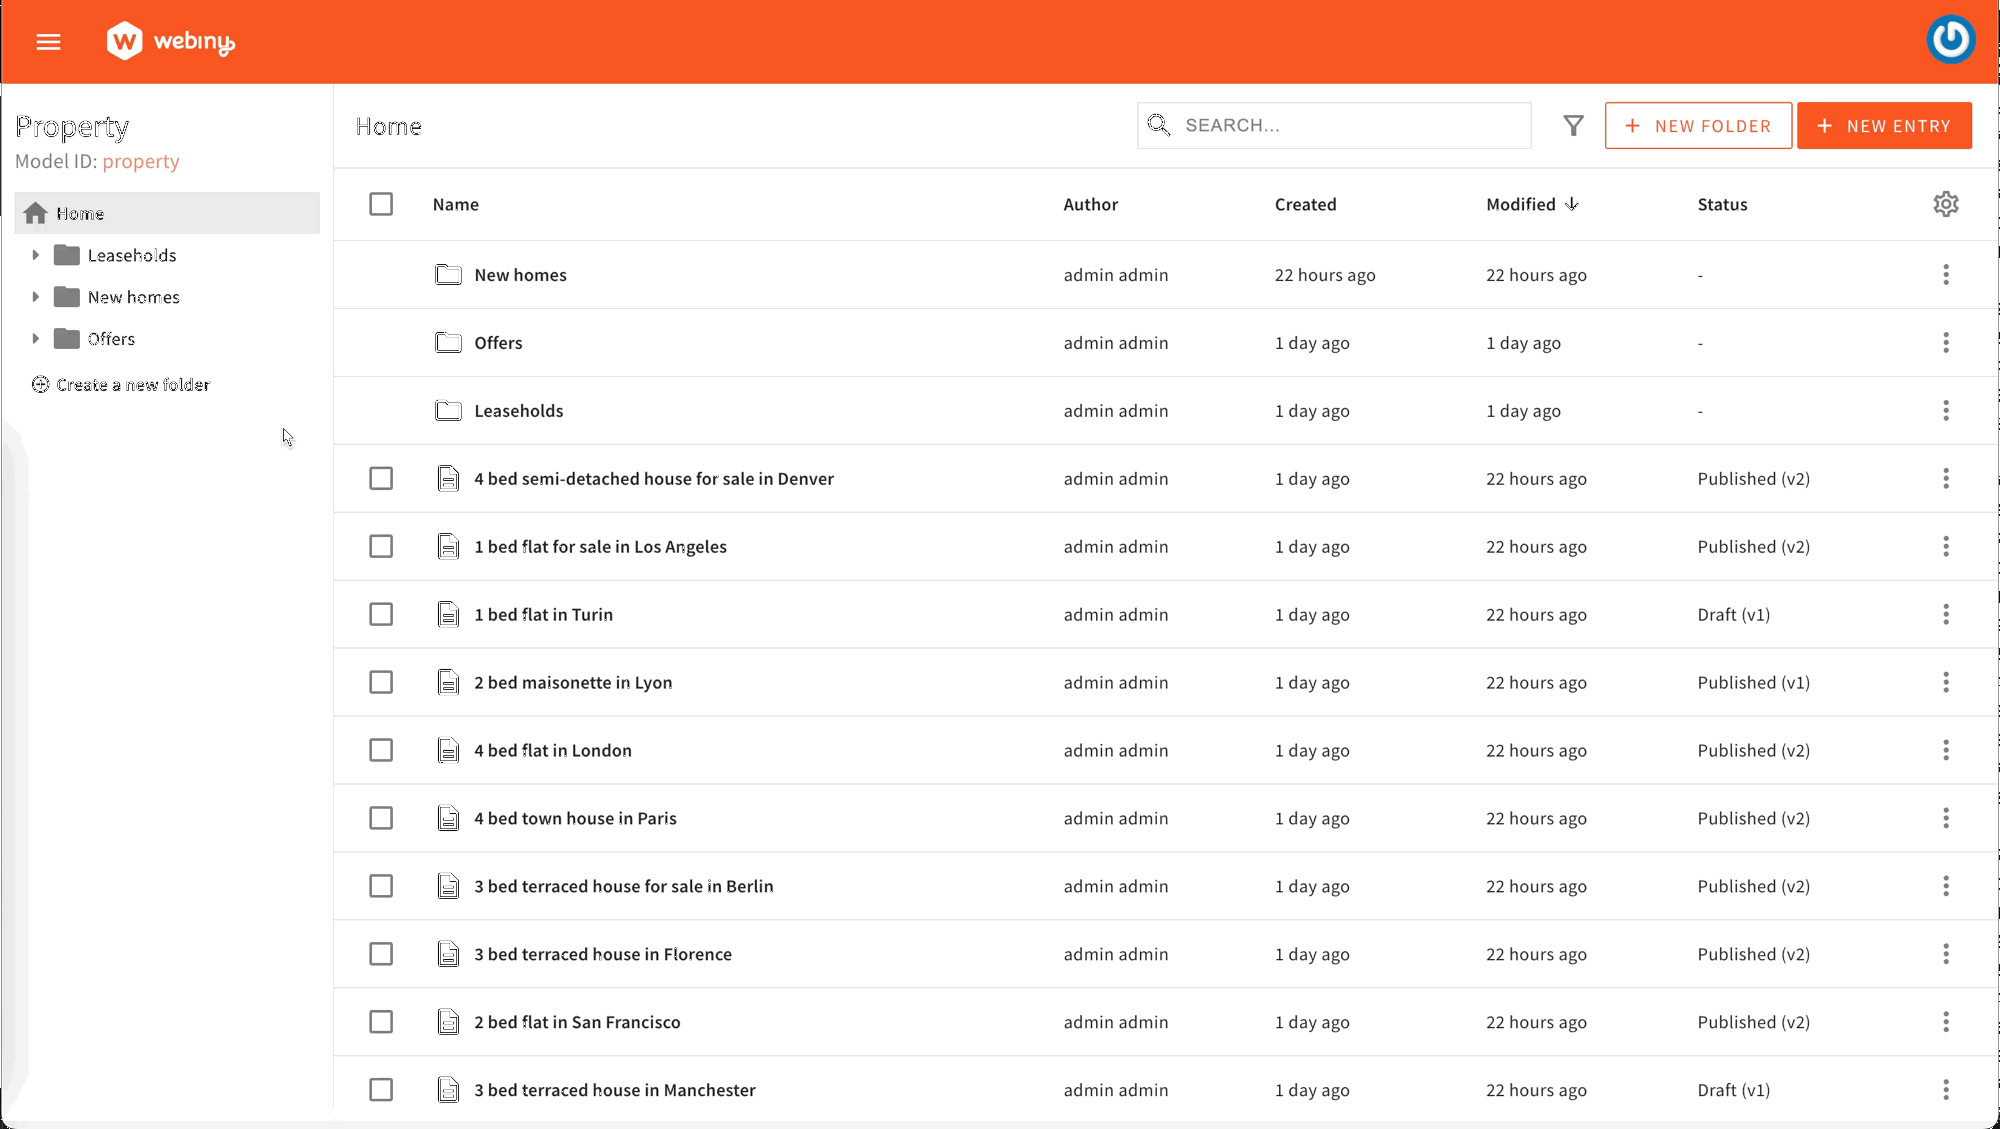 webiny
Property
Model ID: property
Home
Leaseholds
New homes
Offers
Create a new folder
Home
SEARCH...
NEW FOLDER
NEW ENTRY
Name Author Created Modified Status
New homes admin admin 22 hours ago 22 hours ago -
Offers admin admin 1 day ago 1 day ago -
Leaseholds admin admin 1 day ago 1 day ago -
4 bed semi-detached house for sale in Denver admin admin 1 day ago 22 hours ago Published (v2)
1 bed flat for sale in Los Angeles admin admin 1 day ago 22 hours ago Published (v2)
1 bed flat in Turin admin admin 1 day ago 22 hours ago Draft (v1)
2 bed maisonette in Lyon admin admin 1 day ago 22 hours ago Published (v1)
4 bed flat in London admin admin 1 day ago 22 hours ago Published (v2)
4 bed town house in Paris admin admin 1 day ago 22 hours ago Published (v2)
3 bed terraced house for sale in Berlin admin admin 1 day ago 22 hours ago Published (v2)
3 bed terraced house in Florence admin admin 1 day ago 22 hours ago Published (v2)
2 bed flat in San Francisco admin admin 1 day ago 22 hours ago Published (v2)
3 bed terraced house in Manchester admin admin 1 day ago 22 hours ago Draft (v1)